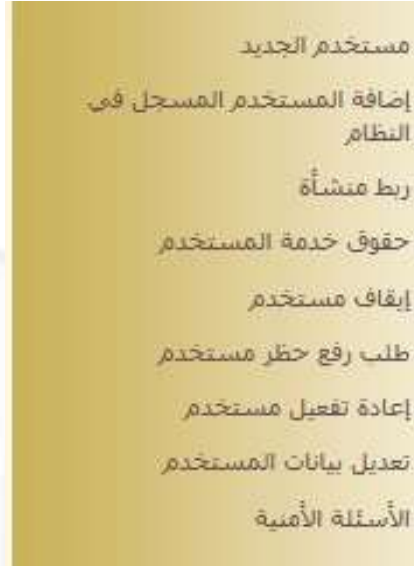 مستخدم الجديد
إضافة المستخدم المسجل في
النظام
ربط منشأة
حقوق خدمة المستخدم
إيقاف مستخدم
طلب رفع حظر مستخدم
إعادة تفعيل مستخدم
تعديل بيانات المستخدم
الأسئلة الأمنية